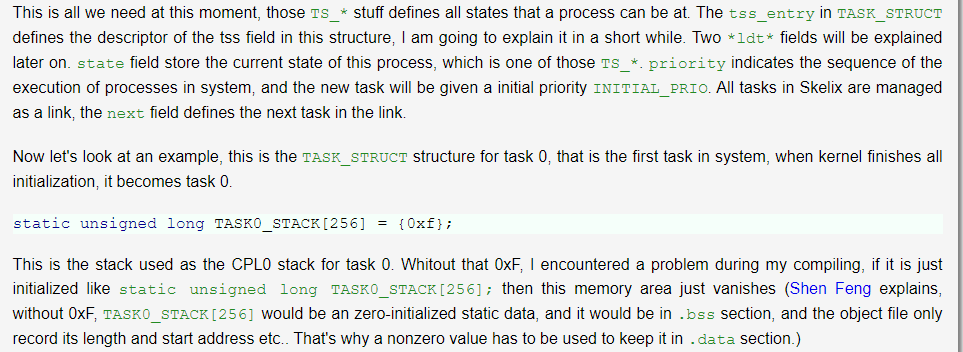 This is all we need at this moment, those TS_* stuff defines all states that a process can be at. The tss_entry in TASK_STRUCT
defines the descriptor of the tss field in this structure, I am going to explain it in a short while. Two *ldt* fields will be explained
later on. state field store the current state of this process, which is one of those TS_*. priority indicates the sequence of the
execution of processes in system, and the new task will be given a initial priority INITIAL_PRIO. All tasks in Skelix are managed
as a link, the next field defines the next task in the link.
Now let's look at an example, this is the TASK_STRUCT structure for task 0, that is the first task in system, when kernel finishes all
initialization, it becomes task 0.
static unsigned long TASK0_STACK[256] = {0xf};
This is the stack used as the CPL0 stack for task 0. Whitout that 0xF, I encountered a problem during my compiling, if it is just
initialized like static unsigned long TASK0_STACK[256]; then this memory area just vanishes (Shen Feng explains,
without 0xF, TASK0_STACK[256] would be an zero-initialized static data, and it would be in .bss section, and the object file only
record its length and start address etc.. That's why a nonzero value has to be used to keep it in .data section.)